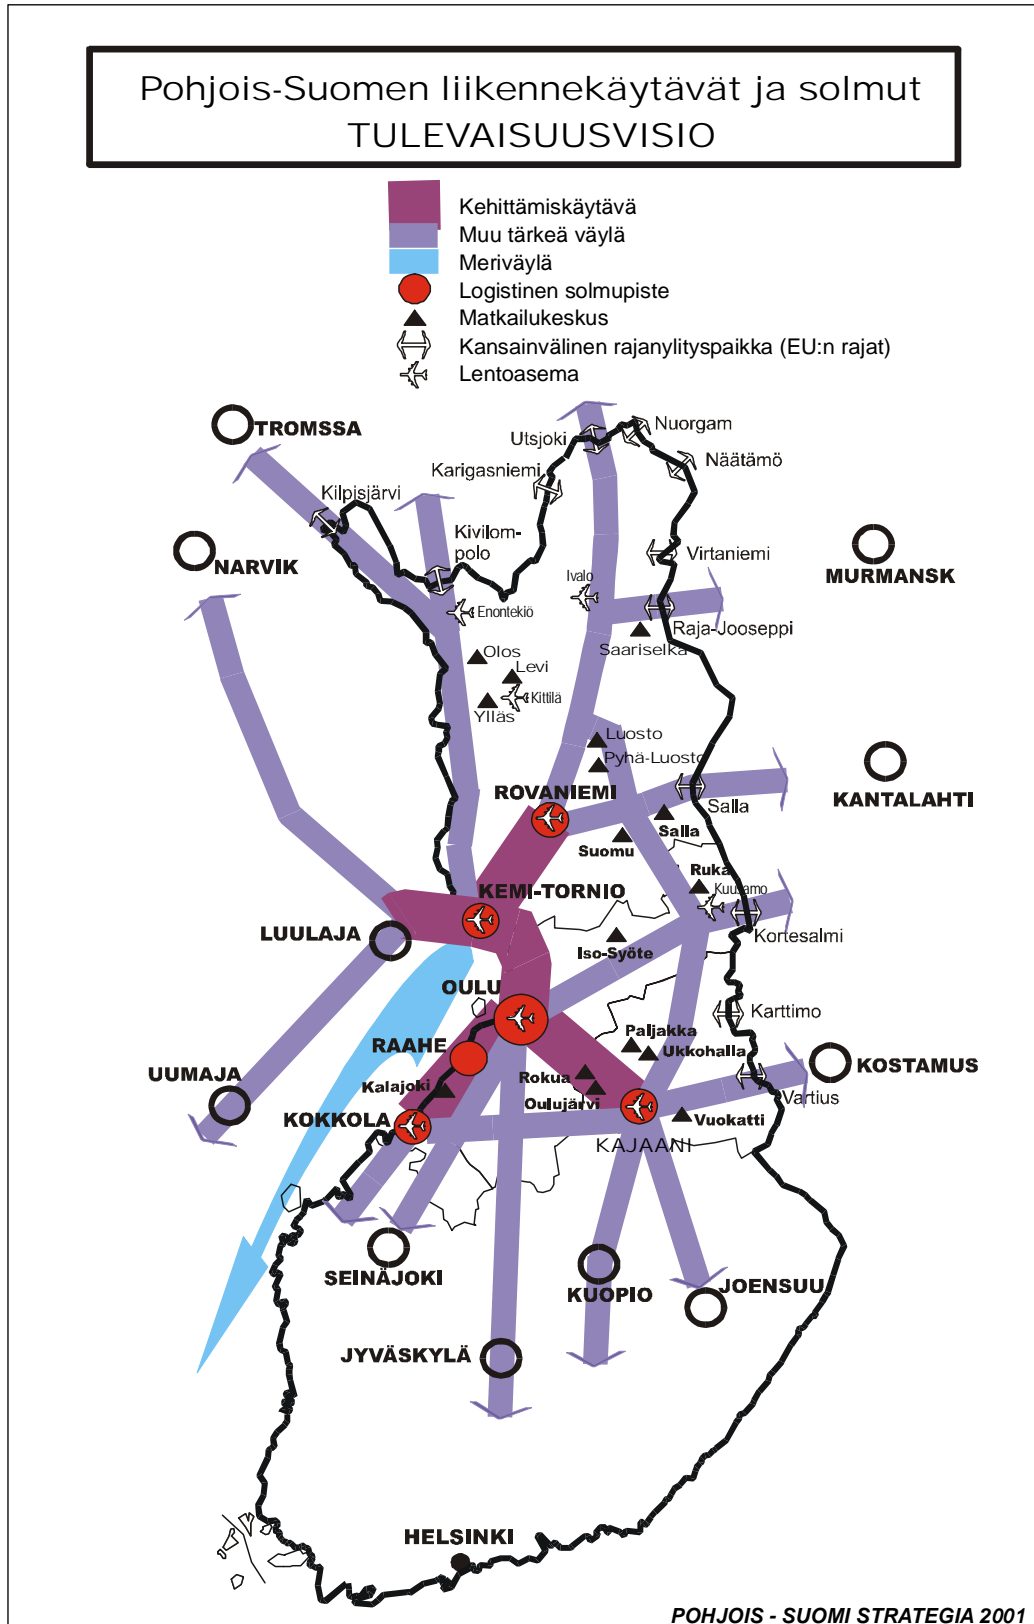 Pohjois-Suomen liikennekäytävät ja solmut
TULEVAISUUSVISIO
Kehittämiskäytävä
Muu tärkeä väylä
Meriväylä
Logistinen solmupiste
Matkailukeskus
Kansainvälinen rajanylityspaikka (EU:n rajat)
Lentoasema
TROMSSA
Utsjoki
Nuorgam
Näätämö
Karigasniemi
Kilpisjärvi
Kivilom-
polo
NARVIK
Virtaniemi
MURMANSK
Ivalo
Enontekiö
Raja-Jooseppi
Saariselkä
Olos
Levi
Kittilä
Ylläs
Luosto
Pyhä-Luosto
ROVANIEMI
Salla
KANTALAHTI
Salla
Suomu
Ruka
Kuusamo
KEMI-TORNIO
LUULAJA
Kortesalmi
Iso-Syöte
OULU
Karttimo
RAAHE
Paljakka
Ukkohalla
KOSTAMUS
UUMAJA
Kalajoki
Rokua
Oulujärvi
Vartius
KOKKOLA
Vuokatti
KAJAANI
SEINÄJOKI
KUOPIO
JOENSUU
JYVÄSKYLÄ
HELSINKI
POHJOIS - SUOMI STRATEGIA 2001